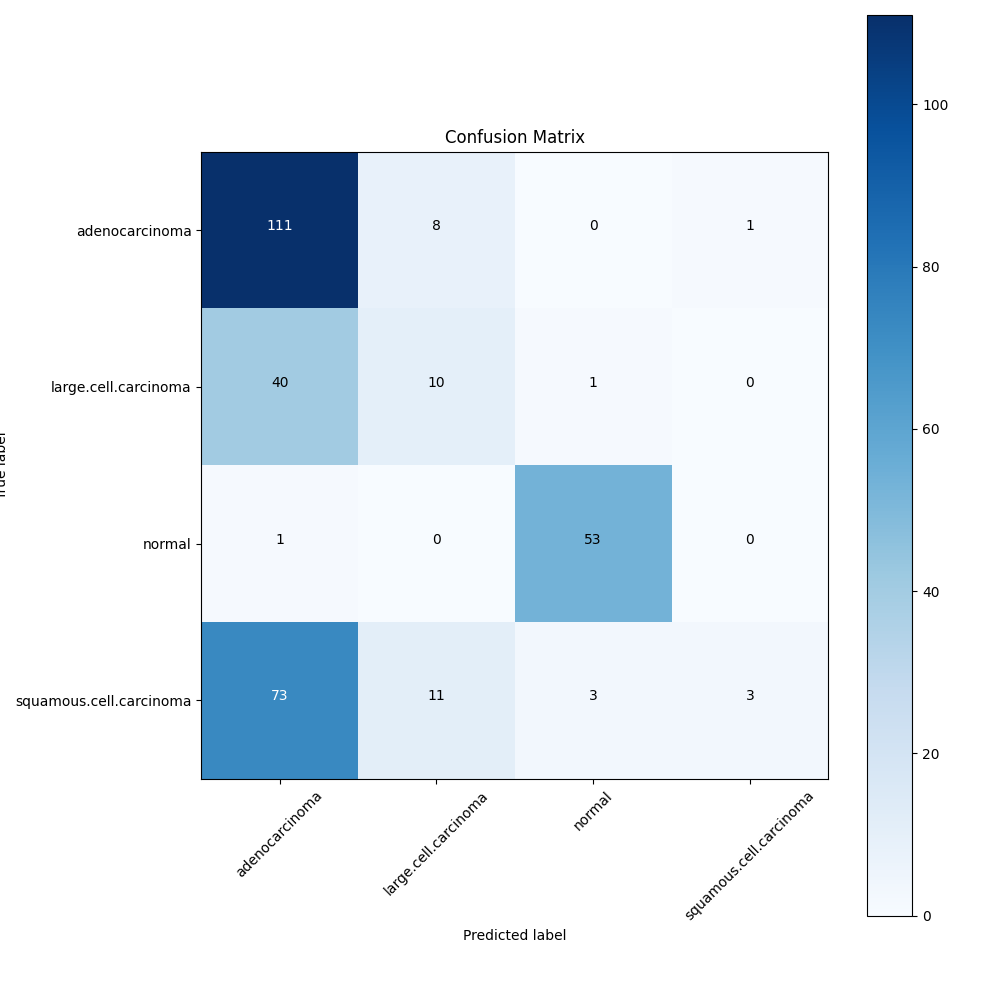 Confusion Matrix
adenocarcinoma 111 8 0 1
large.cell.carcinoma 40 10 1 0
normal 1 0 53 0
squamous.cell.carcinoma 73 11 3 3
adenocarcinoma large.cell.carcinoma normal squamous.cell.carcinoma
Predicted label
100
80
60
40
20
0
label